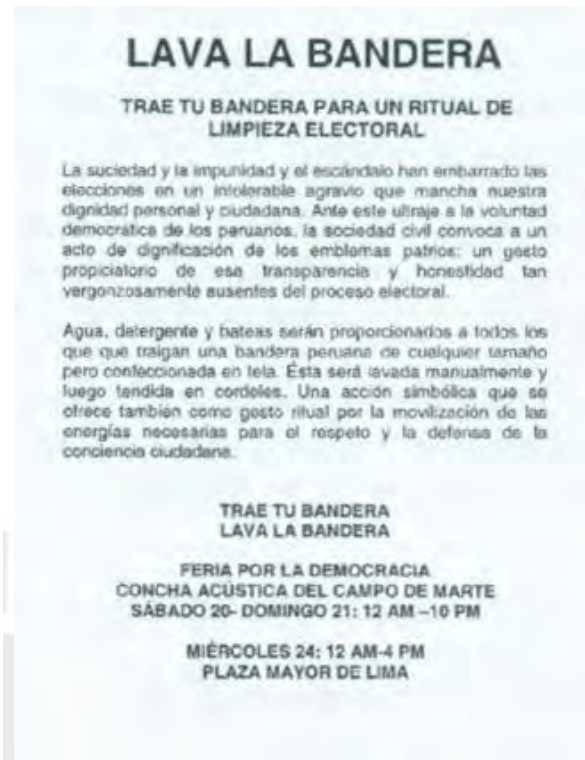 LAVA LA BANDERA
TRAE TU BANDERA PARA UN RITUAL DE
LIMPIEZA ELECTORAL
La suciedad y la impunidad y el escándalo han embarrado las
elecciones en un intolerable agravio que mancha nuestra
dignidad personal y ciudadana. Ante este ultraje a la voluntad
democrática de los peruanos, la sociedad civil convoca a un
acto de dignificación de los emblemas patrios: un gesto
propiciatorio de esa transparencia y honestidad tan
vergonzosamente ausentes del proceso electoral.
Agua, detergente y bateas serán proporcionados a todos los
que que traigan una bandera peruana de cualquier tamaño
pero confeccionada en tela. Ésta será lavada manualmente y
luego tendida en cordeles. Una acción simbólica que se
ofrece también como gesto ritual por la movilización de las
energías necesarias para el respeto y la defensa de la
conciencia ciudadana.
TRAE TU BANDERA
LAVA LA BANDERA
FERIA POR LA DEMOCRACIA
CONCHA ACÚSTICA DEL CAMPO DE MARTE
SÁBADO 20- DOMINGO 21: 12 AM –10 PM
MIÉRCOLES 24: 12 AM-4 PM
PLAZA MAYOR DE LIMA